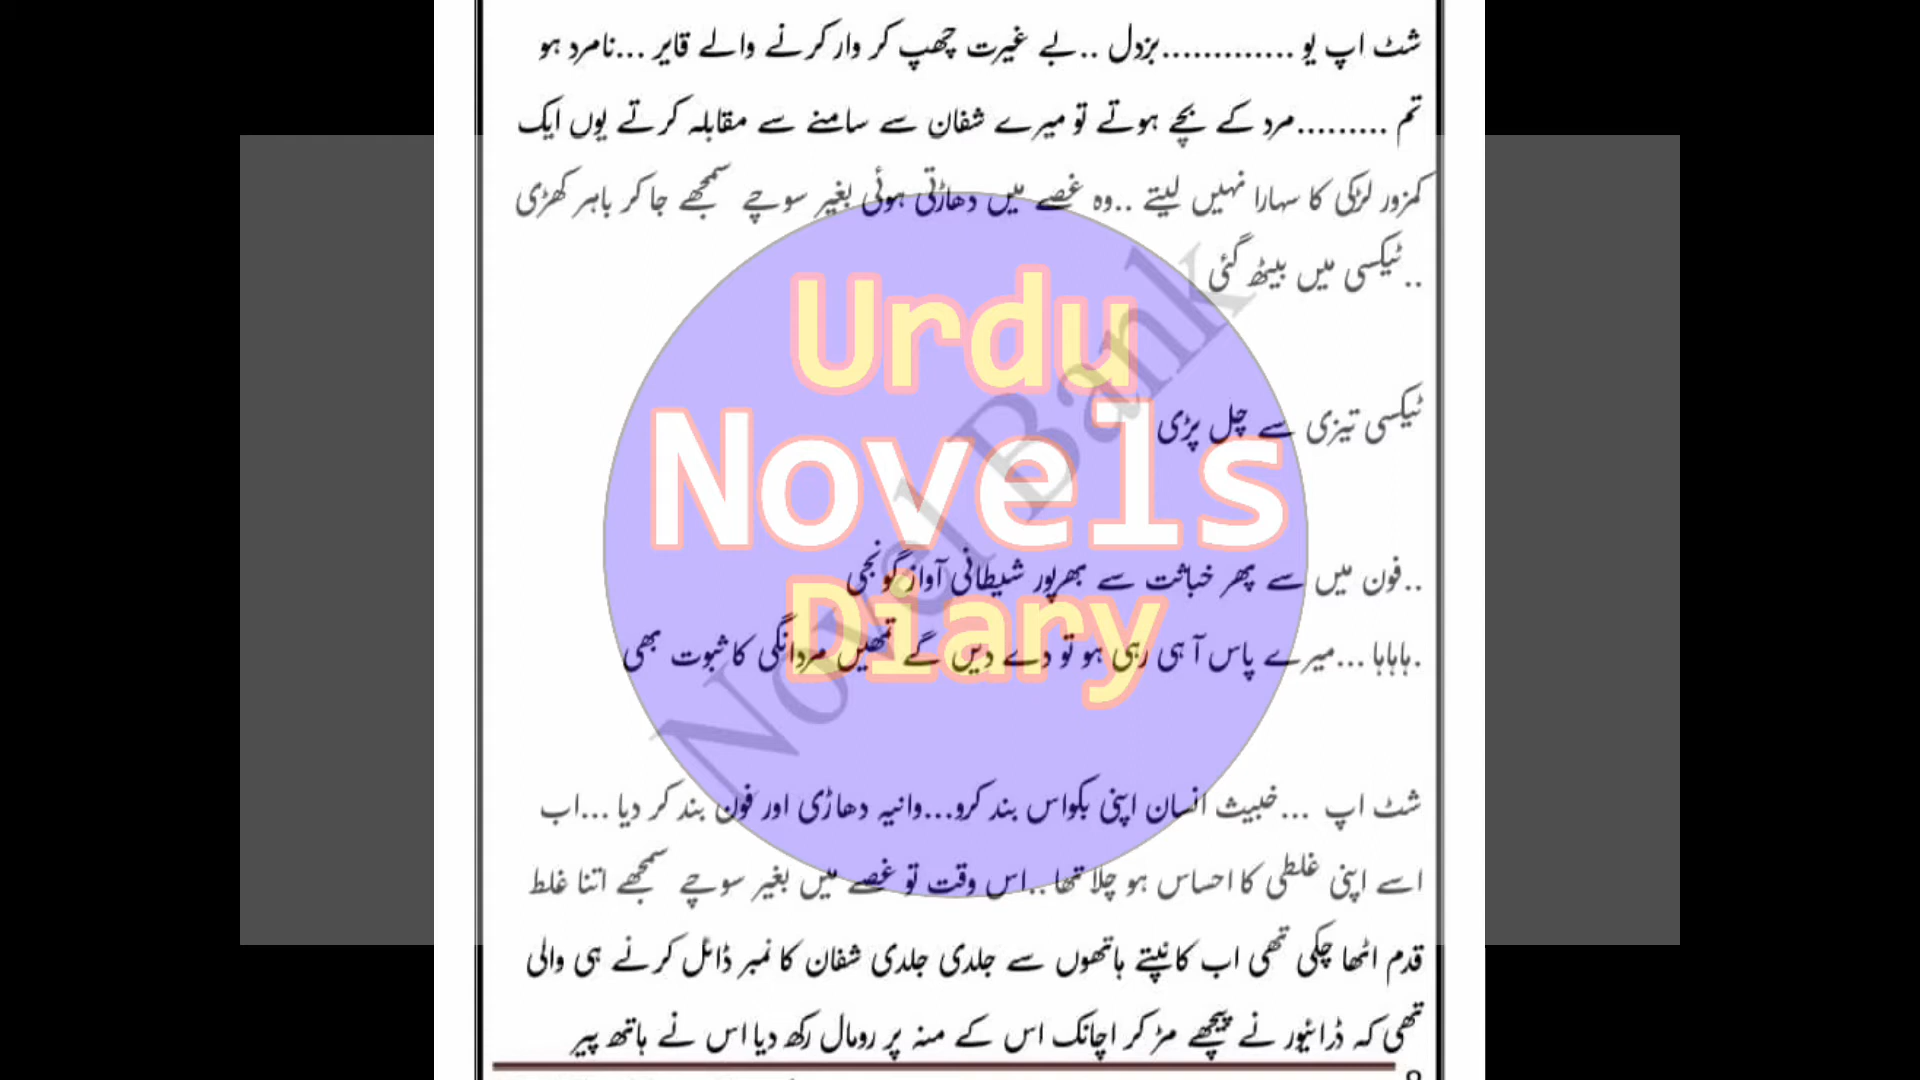 شٹ اپ یو .............بزدل ..بے غیرت چھپ کر وار کرنے والے قایر ...نامرد ہو
تم .........مرد کے بچے ہوتے تو میرے شفان سے سامنے سے مقابلہ کرتے یوں ایک
کمزور لڑکی کا سہارا نہیں لیتے ..وہ غصے میں دھاڑتی ہوئی بغیر سوچے سمجھے جا کر باہر کھڑی
..ٹیکسی میں بیٹھ گئی
Urdu
Novels
Diary
Novel Bank
ٹیکسی تیزی سے چل پڑی
..فون میں سے پھر خباثت سے بھرپور شیطانی آواز گونجی
.ہاہاہا ...میرے پاس آ ہی رہی ہو تو دے دیں گے تمھیں مردانگی کا ثبوت بھی
شٹ اپ ...خبیث انسان اپنی بکواس بند کرو...وانیہ دھاڑی اور فون بند کر دیا ...اب
اسے اپنی غلطی کا احساس ہو چلا تھا ..اس وقت تو غصے میں بغیر سوچے سمجھے اتنا غلط
قدم اٹھا چکی تھی اب کانپتے ہاتھوں سے جلدی جلدی شفان کا نمبر ڈائل کرنے ہی والی
تھی کہ ڈرائیور نے پیچھے مڑ کر اچانک اس کے منہ پر رومال رکھ دیا اس نے ہاتھ پیر